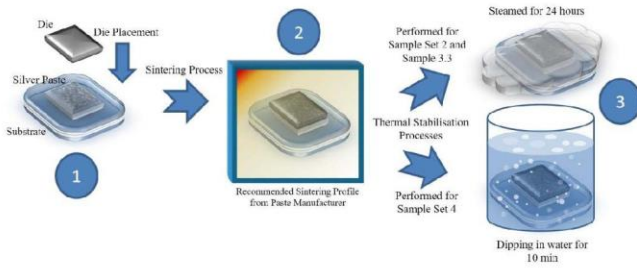 Die
Die Placement
Silver Paste
Substrate
1
Sintering Process
2
Recommended Sintering Profile
from Paste Manufacturer
Performed for
Sample Set 2 and
Sample 3.3
Thermal Stabilisation
Processes
Performed for
Sample Set 4
Steamed for 24 hours
3
Dipping in water for
10 min